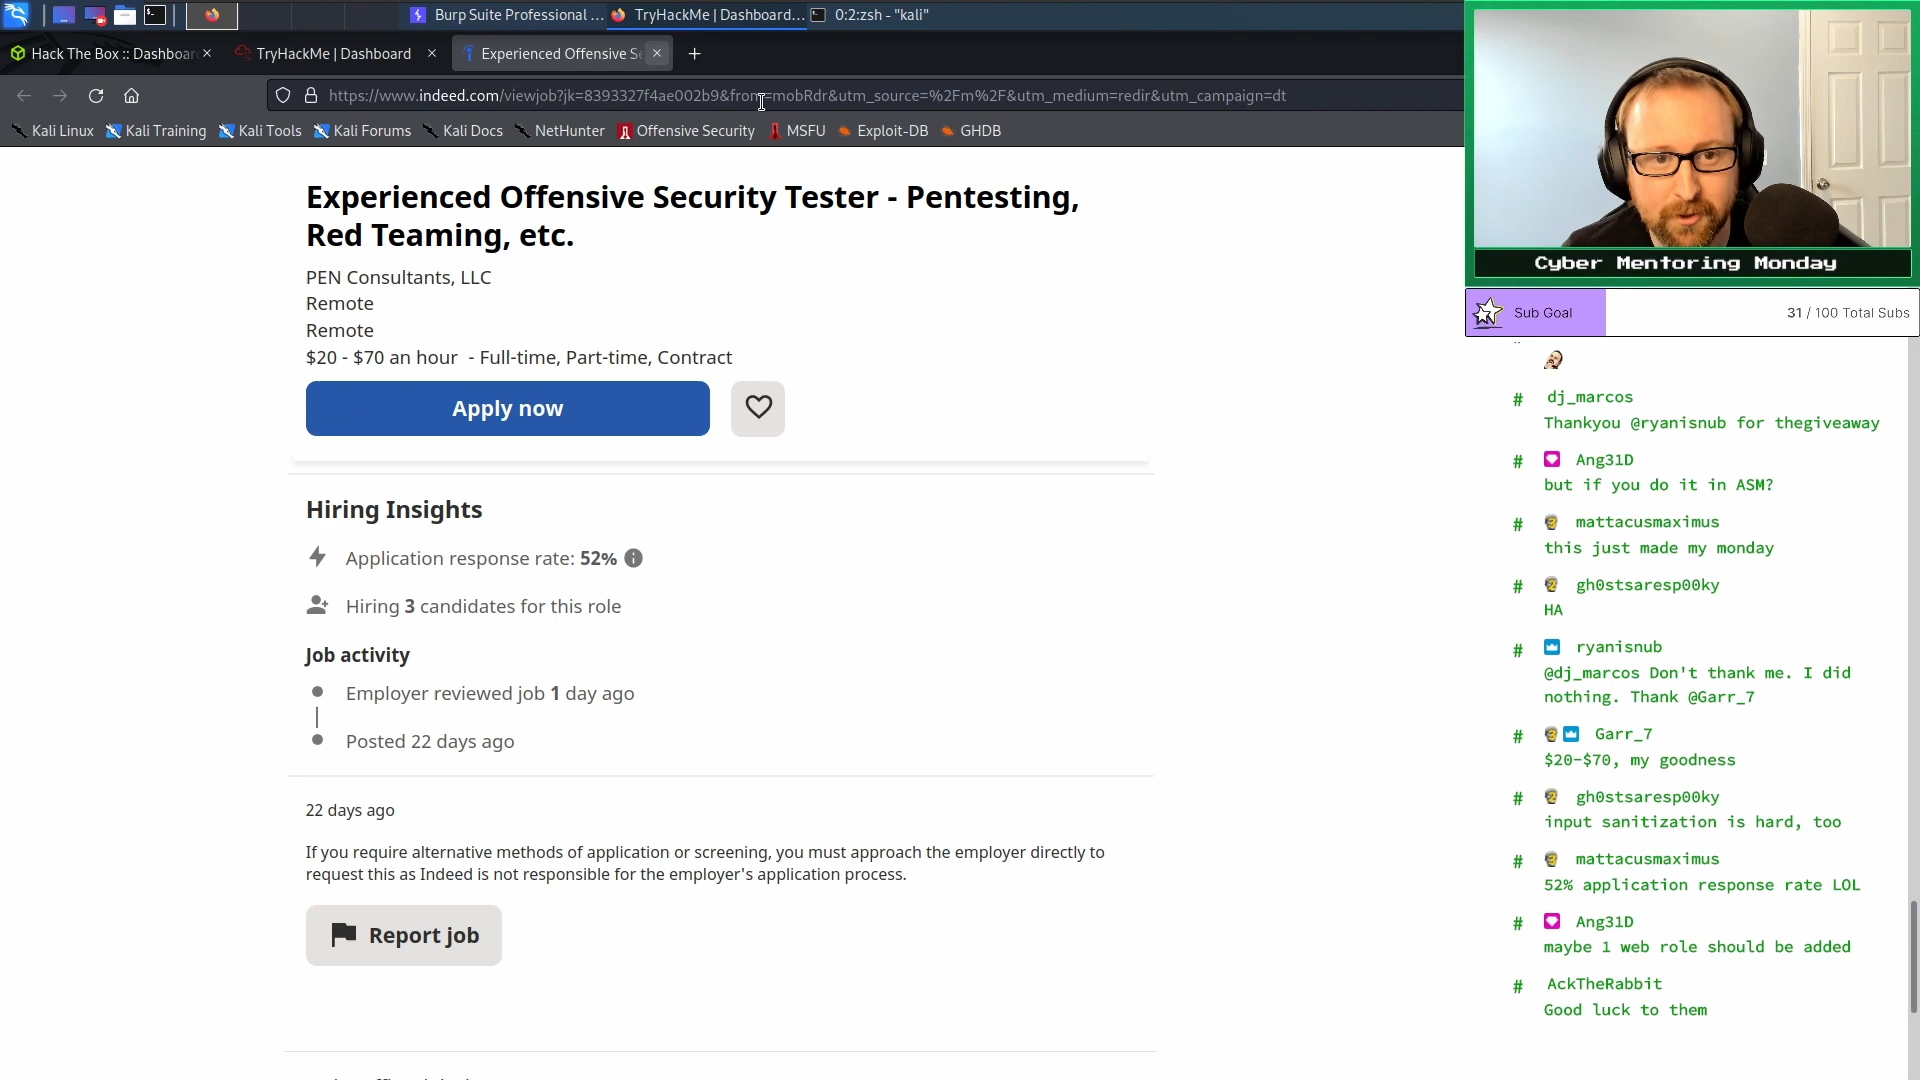 Burp Suite Professional ...
TryHackMe | Dashboard...
0:2:zsh - "kali"
Hack The Box :: Dashboar
TryHackMe | Dashboard
Experienced Offensive Se
https://www.indeed.com/viewjob?jk=8393327f4ae002b9&from=mobRdr&utm_source=%2Fm%2F&utm_medium=redir&utm_campaign=dt
Kali Linux
Kali Training
Kali Tools
Kali Forums
Kali Docs
NetHunter
Offensive Security
MSFU
Exploit-DB
GHDB
Experienced Offensive Security Tester - Pentesting,
Red Teaming, etc.
PEN Consultants, LLC
Remote
Remote
$20 - $70 an hour - Full-time, Part-time, Contract
Apply now
Hiring Insights
Application response rate: 52%
Hiring 3 candidates for this role
Job activity
Employer reviewed job 1 day ago
Posted 22 days ago
22 days ago
If you require alternative methods of application or screening, you must approach the employer directly to
request this as Indeed is not responsible for the employer's application process.
Report job
Cyber Mentoring Monday
Sub Goal
31 / 100 Total Subs
# dj_marcos
Thankyou @ryanisnub for thegiveaway
# Ang31D
but if you do it in ASM?
# mattacusmaximus
this just made my monday
# gh0stsaresp00ky
HA
# ryanisnub
@dj_marcos Don't thank me. I did
nothing. Thank @Garr_7
# Garr_7
$20-$70, my goodness
# gh0stsaresp00ky
input sanitization is hard, too
# mattacusmaximus
52% application response rate LOL
# Ang31D
maybe 1 web role should be added
# AckTheRabbit
Good luck to them